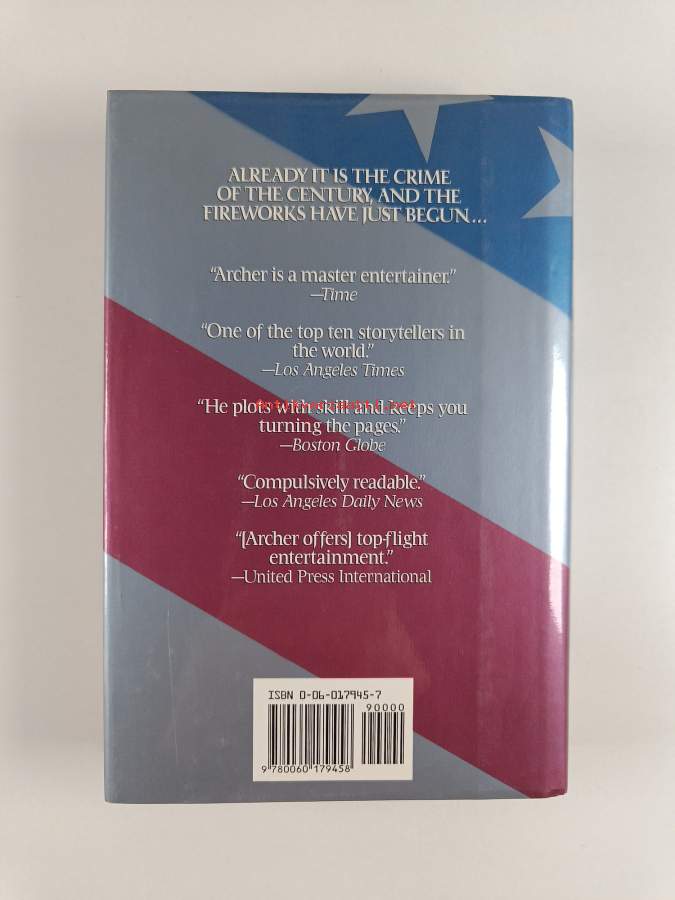 ALREADY IT IS THE CRIME
OF THE CENTURY, AND THE
FIREWORKS HAVE JUST BEGUN...
“Archer is a master entertainer.”
—Time
“One of the top ten storytellers in
the world.”
—Los Angeles Times
“He plots with skill and keeps you
turning the pages.”
—Boston Globe
“Compulsively readable.”
—Los Angeles Daily News
“[Archer offers] top-flight
entertainment.”
—United Press International
ISBN 0-06-017945-7
90000
9 780060 179458